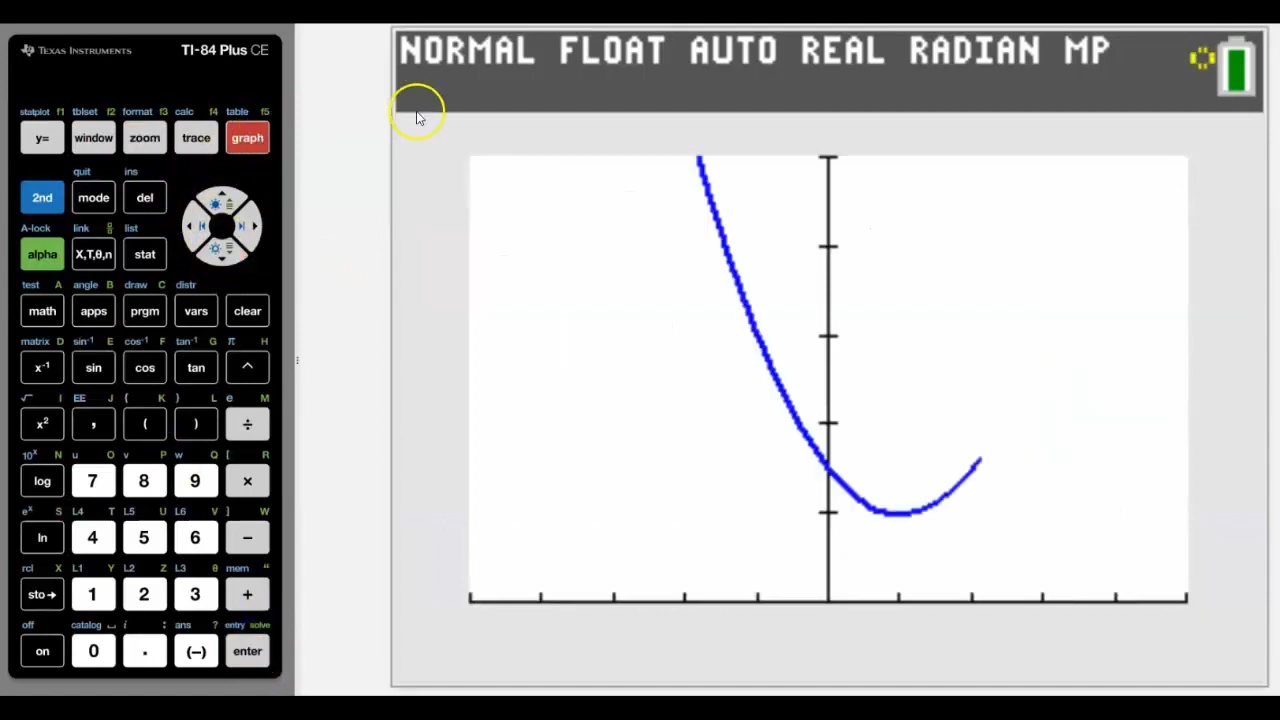 TEXAS INSTRUMENTS TI-84 Plus CE
NORMAL FLOAT AUTO REAL RADIAN MP
statplot f1 tblset f2 format f3 calc f4 table f5
y= window zoom trace graph
quit ins
2nd mode del
A-lock link list
alpha X,T,θ,n stat
test A angle B draw C distr
math apps prgm vars clear
matrix D sin⁻¹ E cos⁻¹ F tan⁻¹ G π H
x⁻¹ sin cos tan ^
√ I EE J { K } L e M
x² , ( ) ÷
10ˣ N u O v P w Q [ R
log 7 8 9 ×
eˣ S L4 T L5 U L6 V ] W
ln 4 5 6 −
rcl X L1 Y L2 Z L3 θ mem "
sto→ 1 2 3 +
off catalog ⎵ i : ans ? entry solve
on 0 . (−) enter